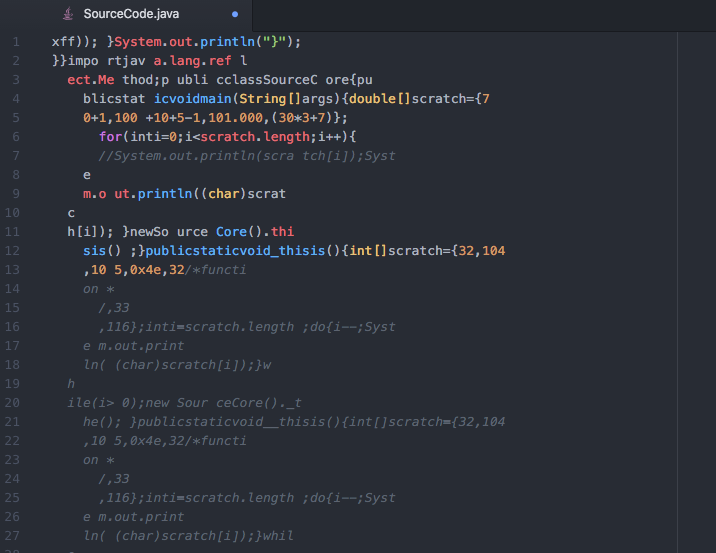 SourceCode.java
1 xff)); }System.out.println("}");
2 }}impo rtjav a.lang.ref l
3 ect.Me thod;p ubli cclassSourceC ore{pu
4 blicstat icvoidmain(String[]args){double[]scratch={7
5 0+1,100 +10+5-1,101.000,(30*3+7)};
6 for(inti=0;i<scratch.length;i++){
7 //System.out.println(scra tch[i]);Syst
8 e
9 m.o ut.println((char)scrat
10 c
11 h[i]); }newSo urce Core().thi
12 sis() ;}publicstaticvoid_thisis(){int[]scratch={32,104
13 ,10 5,0x4e,32/*functi
14 on *
15 /,33
16 ,116};inti=scratch.length ;do{i--;Syst
17 e m.out.print
18 ln( (char)scratch[i]);}w
19 h
20 ile(i> 0);new Sour ceCore()._t
21 he(); }publicstaticvoid__thisis(){int[]scratch={32,104
22 ,10 5,0x4e,32/*functi
23 on *
24 /,33
25 ,116};inti=scratch.length ;do{i--;Syst
26 e m.out.print
27 ln( (char)scratch[i]);}whil